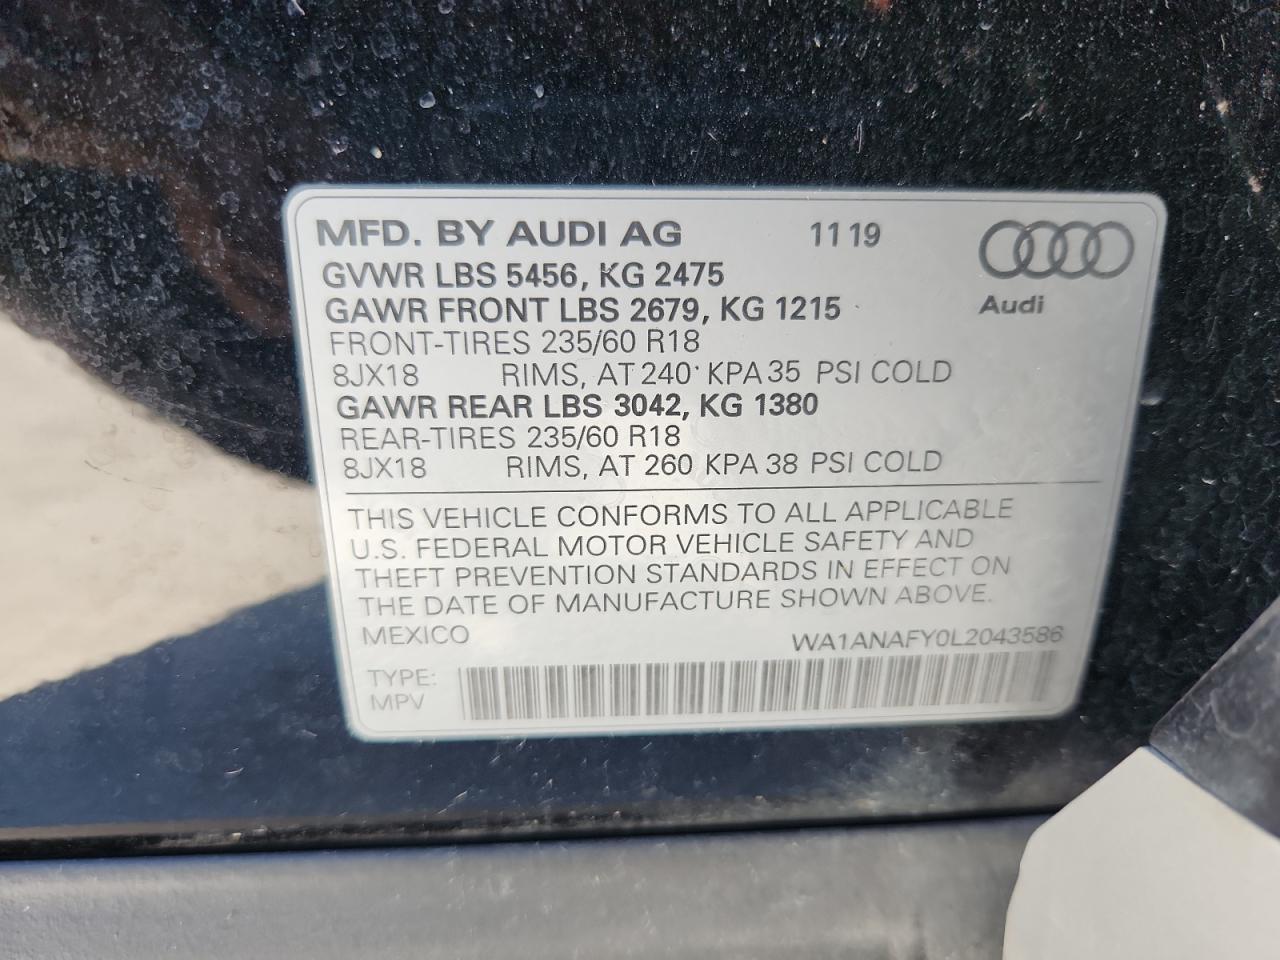 MFD. BY AUDI AG 11 19
Audi
GVWR LBS 5456, KG 2475
GAWR FRONT LBS 2679, KG 1215
FRONT-TIRES 235/60 R18
8JX18 RIMS, AT 240 KPA 35 PSI COLD
GAWR REAR LBS 3042, KG 1380
REAR-TIRES 235/60 R18
8JX18 RIMS, AT 260 KPA 38 PSI COLD
THIS VEHICLE CONFORMS TO ALL APPLICABLE
U.S. FEDERAL MOTOR VEHICLE SAFETY AND
THEFT PREVENTION STANDARDS IN EFFECT ON
THE DATE OF MANUFACTURE SHOWN ABOVE.
MEXICO WA1ANAFY0L2043586
TYPE:
MPV